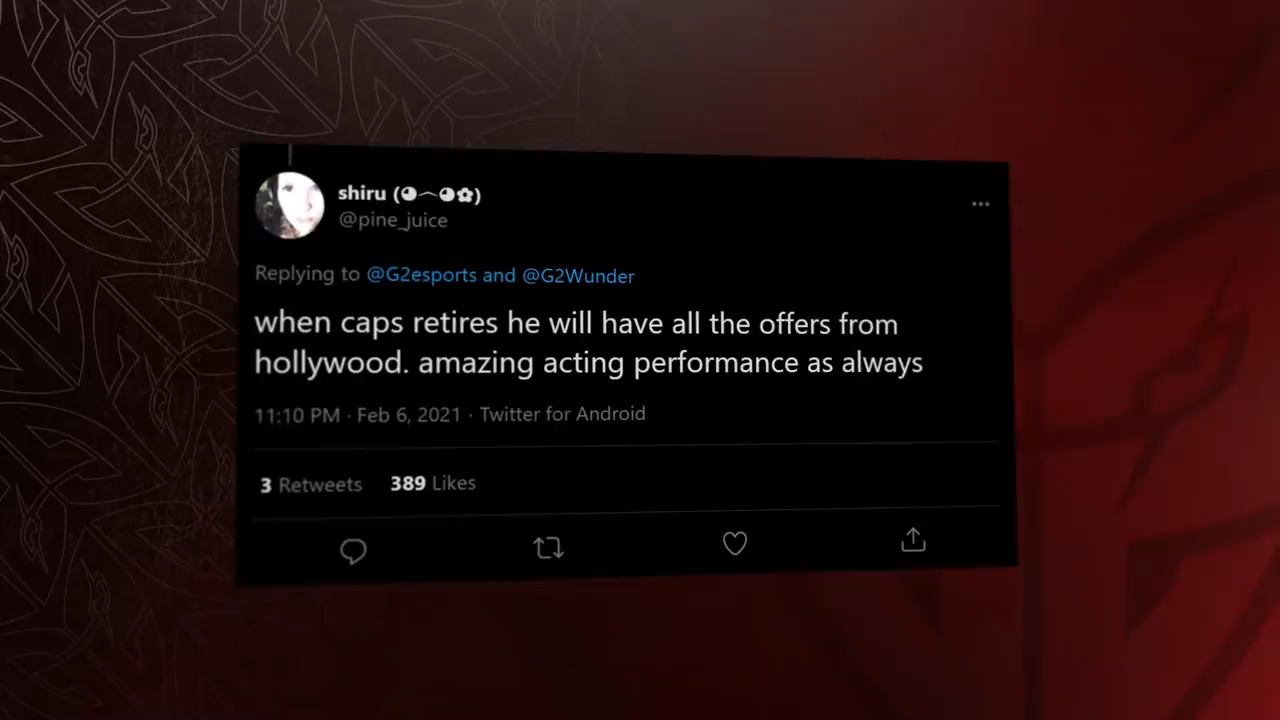 shiru (◕︵◕✿)
@pine_juice
Replying to @G2esports and @G2Wunder
when caps retires he will have all the offers from
hollywood. amazing acting performance as always
11:10 PM · Feb 6, 2021 · Twitter for Android
3 Retweets 389 Likes